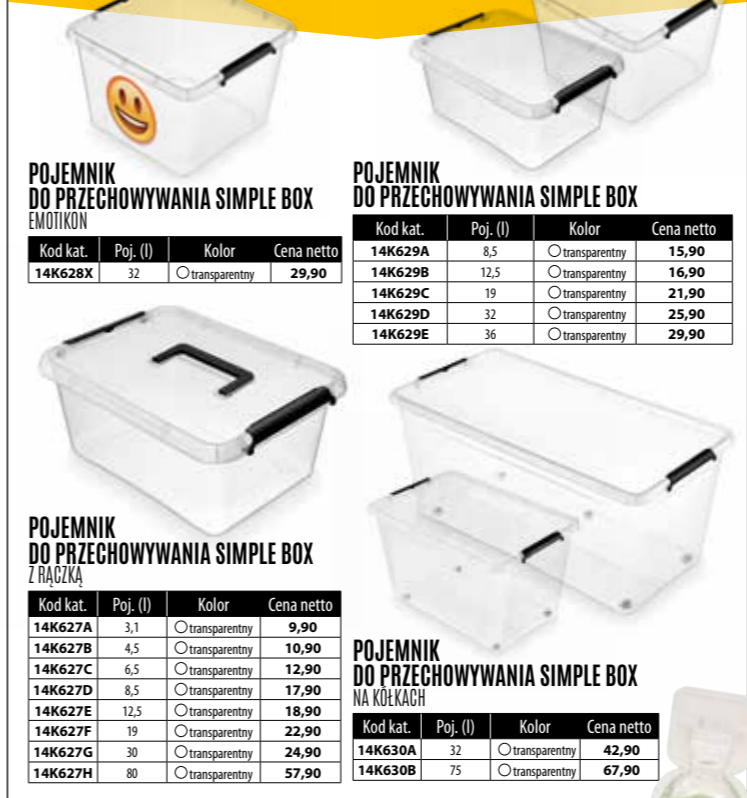 POJEMNIK
DO PRZECHOWYWANIA SIMPLE BOX
EMOTIKON
Kod kat. Poj. (l) Kolor Cena netto
14K628X 32 transparentny 29,90
POJEMNIK
DO PRZECHOWYWANIA SIMPLE BOX
Kod kat. Poj. (l) Kolor Cena netto
14K629A 8,5 transparentny 15,90
14K629B 12,5 transparentny 16,90
14K629C 19 transparentny 21,90
14K629D 32 transparentny 25,90
14K629E 36 transparentny 29,90
POJEMNIK
DO PRZECHOWYWANIA SIMPLE BOX
Z RĄCZKĄ
Kod kat. Poj. (l) Kolor Cena netto
14K627A 3,1 transparentny 9,90
14K627B 4,5 transparentny 10,90
14K627C 6,5 transparentny 12,90
14K627D 8,5 transparentny 17,90
14K627E 12,5 transparentny 18,90
14K627F 19 transparentny 22,90
14K627G 30 transparentny 24,90
14K627H 80 transparentny 57,90
POJEMNIK
DO PRZECHOWYWANIA SIMPLE BOX
NA KÓŁKACH
Kod kat. Poj. (l) Kolor Cena netto
14K630A 32 transparentny 42,90
14K630B 75 transparentny 67,90